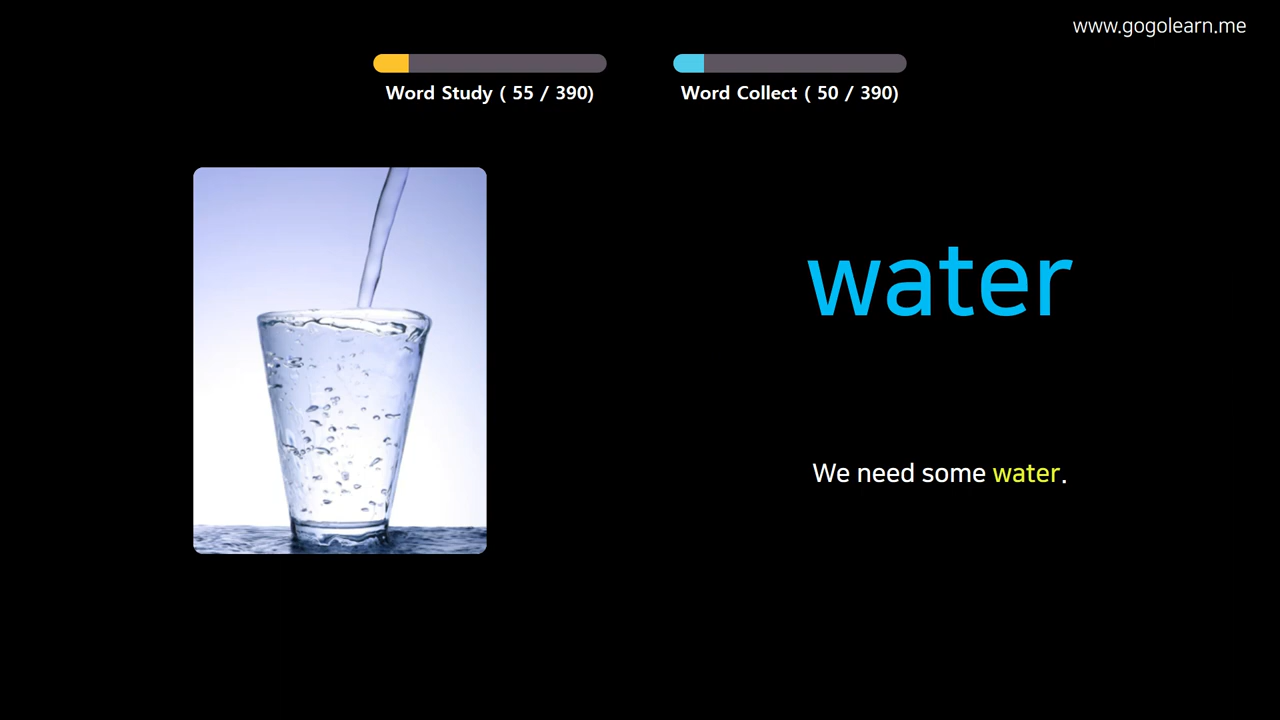 www.gogolearn.me
Word Study ( 55 / 390)
Word Collect ( 50 / 390)
water
We need some water.